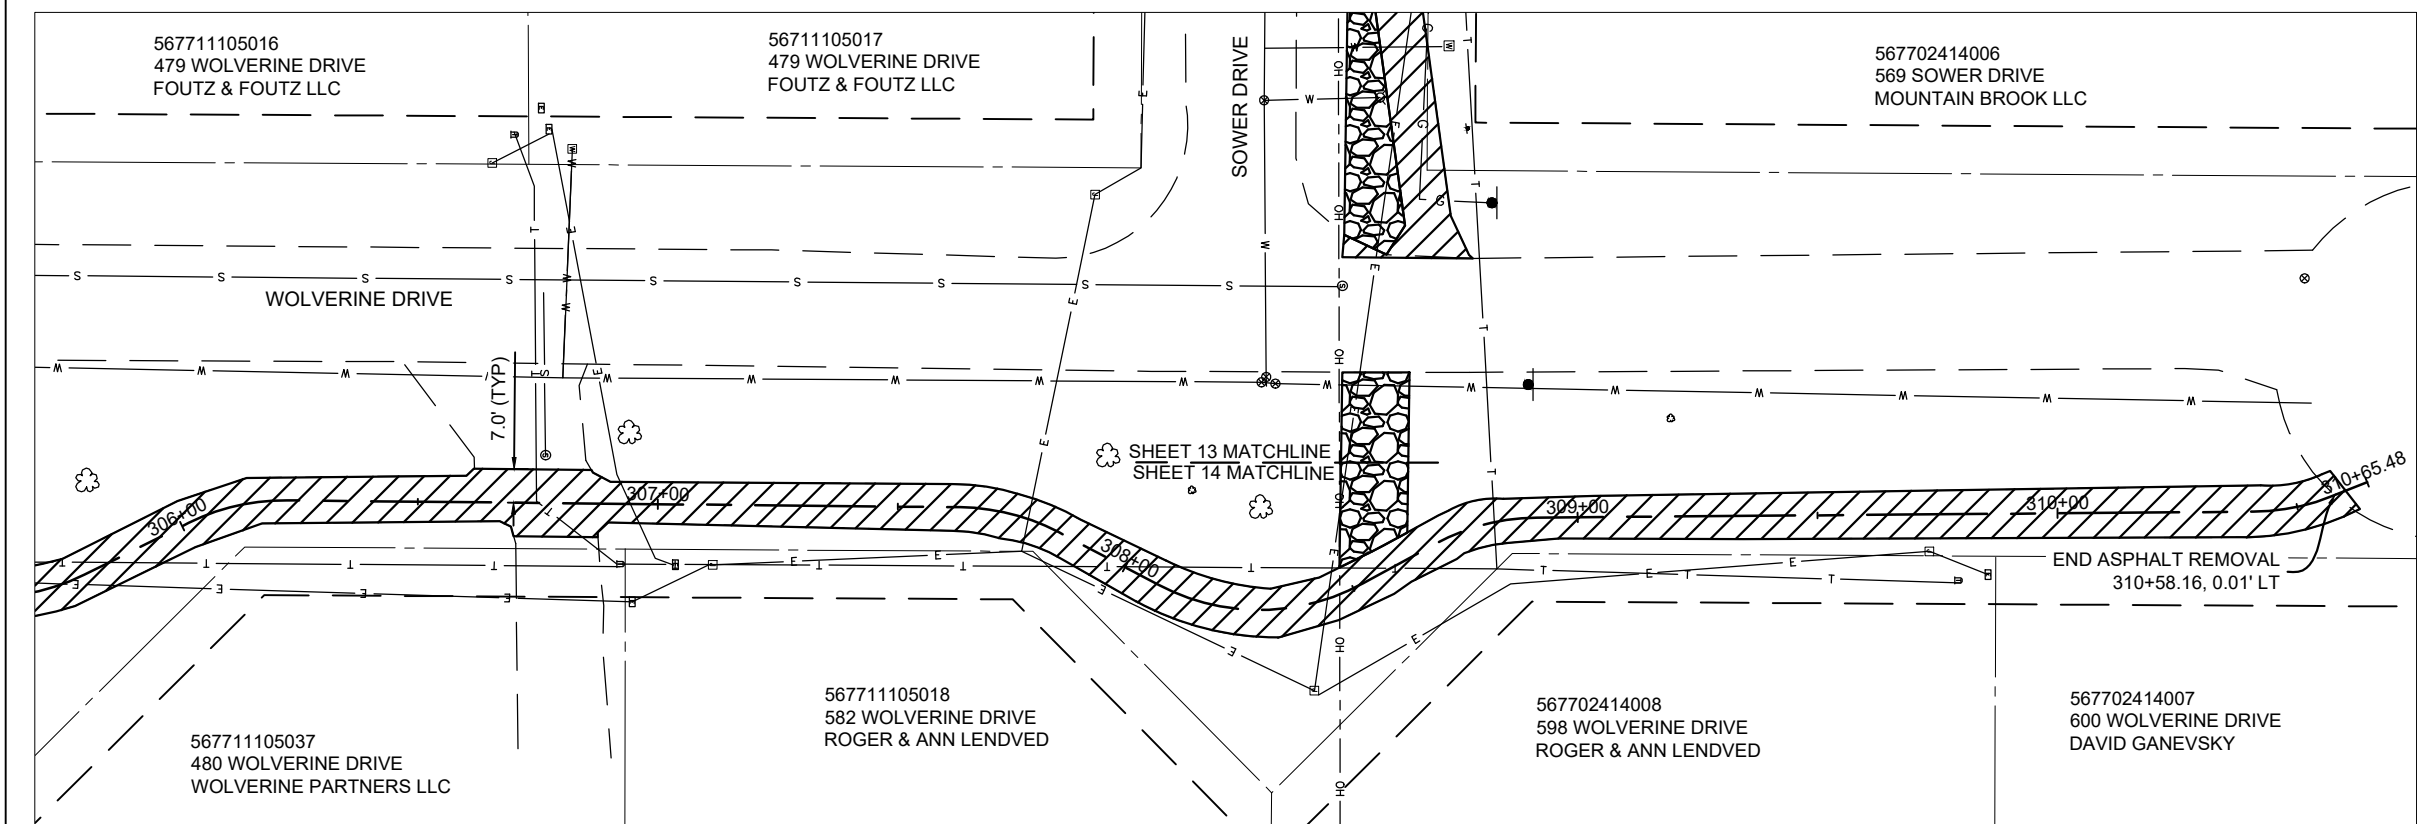 567711105016
479 WOLVERINE DRIVE
FOUTZ & FOUTZ LLC
56711105017
479 WOLVERINE DRIVE
FOUTZ & FOUTZ LLC
SOWER DRIVE
567702414006
569 SOWER DRIVE
MOUNTAIN BROOK LLC
WOLVERINE DRIVE
7.0' (TYP)
SHEET 13 MATCHLINE
SHEET 14 MATCHLINE
306+00
307+00
308+00
309+00
310+00
310+65.48
END ASPHALT REMOVAL
310+58.16, 0.01' LT
567711105037
480 WOLVERINE DRIVE
WOLVERINE PARTNERS LLC
567711105018
582 WOLVERINE DRIVE
ROGER & ANN LENDVED
567702414008
598 WOLVERINE DRIVE
ROGER & ANN LENDVED
567702414007
600 WOLVERINE DRIVE
DAVID GANEVSKY